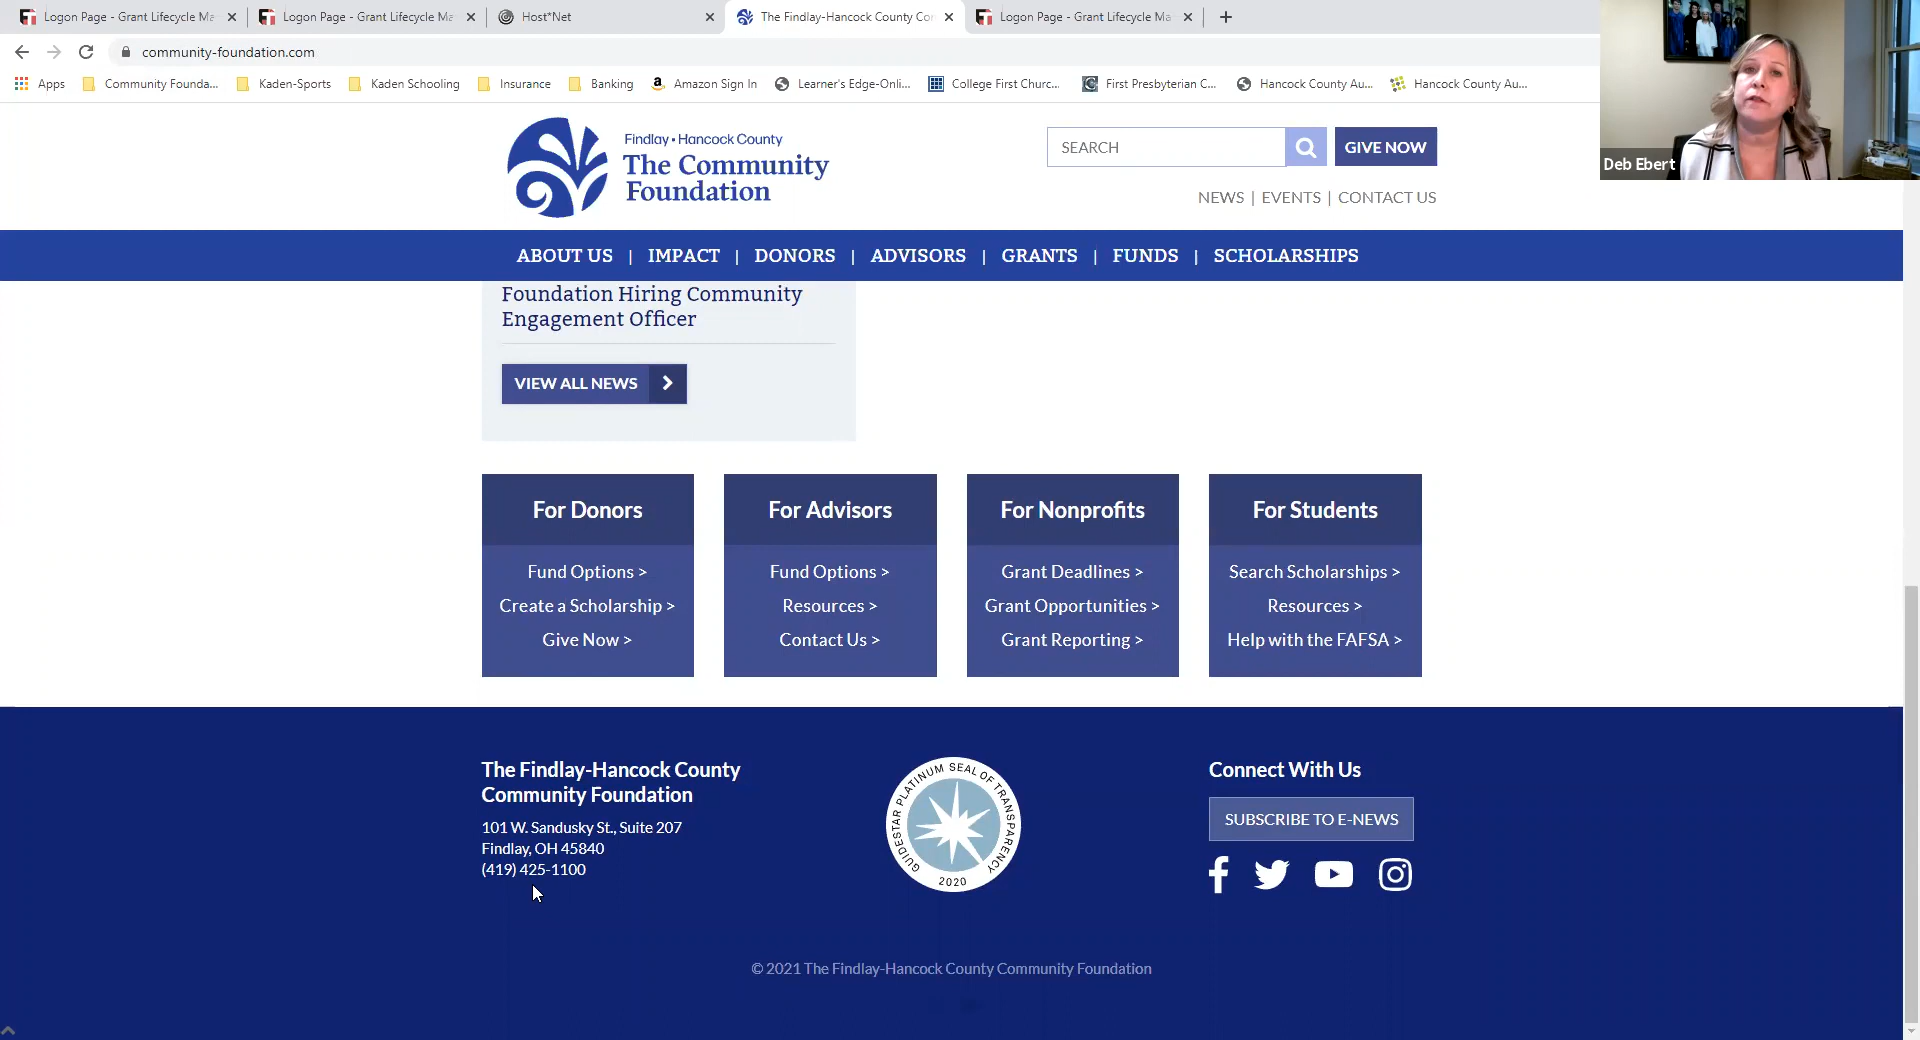 Logon Page - Grant Lifecycle Ma
Logon Page - Grant Lifecycle Ma
Host*Net
The Findlay-Hancock County Cor
Logon Page - Grant Lifecycle Ma
community-foundation.com
Apps
Community Founda...
Kaden-Sports
Kaden Schooling
Insurance
Banking
Amazon Sign In
Learner's Edge-Onli...
College First Churc...
First Presbyterian C...
Hancock County Au...
Hancock County Au...
Deb Ebert
Findlay • Hancock County
The Community
Foundation
SEARCH
GIVE NOW
NEWS | EVENTS | CONTACT US
ABOUT US | IMPACT | DONORS | ADVISORS | GRANTS | FUNDS | SCHOLARSHIPS
Foundation Hiring Community
Engagement Officer
VIEW ALL NEWS
For Donors
Fund Options >
Create a Scholarship >
Give Now >
For Advisors
Fund Options >
Resources >
Contact Us >
For Nonprofits
Grant Deadlines >
Grant Opportunities >
Grant Reporting >
For Students
Search Scholarships >
Resources >
Help with the FAFSA >
The Findlay-Hancock County
Community Foundation
101 W. Sandusky St., Suite 207
Findlay, OH 45840
(419) 425-1100
GUIDESTAR PLATINUM SEAL OF TRANSPARENCY
2020
Connect With Us
SUBSCRIBE TO E-NEWS
© 2021 The Findlay-Hancock County Community Foundation